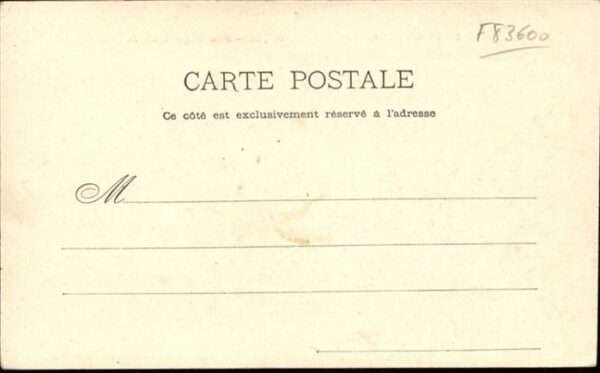 F83600
CARTE POSTALE
Ce côté est exclusivement réservé à l'adresse
M